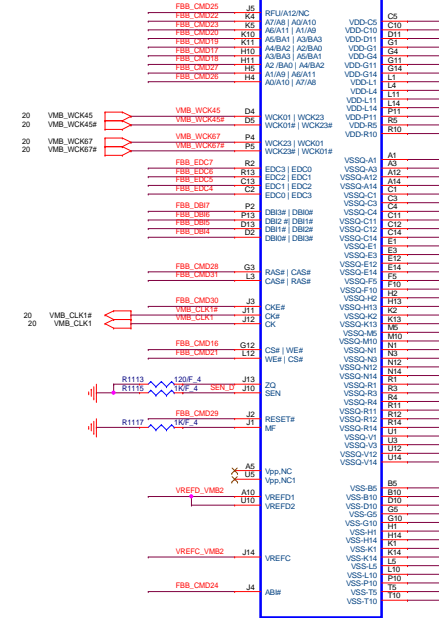 FBB_CMD25 J5 RFU/A12/NC
FBB_CMD22 K4 A7/A8 | A0/A10
FBB_CMD23 K5 A6/A11 | A1/A9
FBB_CMD20 K10 A5/BA1 | A3/BA3
FBB_CMD19 K11 A4/BA2 | A2/BA0
FBB_CMD17 H10 A3/BA3 | A5/BA1
FBB_CMD18 H11 A2 /BA0 | A4/BA2
FBB_CMD27 H5 A1/A9 | A6/A11
FBB_CMD26 H4 A0/A10 | A7/A8
20 VMB_WCK45 VMB_WCK45 D4 WCK01 | WCK23
20 VMB_WCK45# VMB_WCK45# D5 WCK01# | WCK23#
20 VMB_WCK67 VMB_WCK67 P4 WCK23 | WCK01
20 VMB_WCK67# VMB_WCK67# P5 WCK23# | WCK01#
FBB_EDC7 R2 EDC3 | EDC0
FBB_EDC6 R13 EDC2 | EDC1
FBB_EDC5 C13 EDC1 | EDC2
FBB_EDC4 C2 EDC0 | EDC3
FBB_DBI7 P2 DBI3# | DBI0#
FBB_DBI6 P13 DBI2 # | DBI1#
FBB_DBI5 D13 DBI1# | DBI2#
FBB_DBI4 D2 DBI0# | DBI3#
FBB_CMD28 G3 RAS# | CAS#
FBB_CMD31 L3 CAS# | RAS#
FBB_CMD30 J3 CKE#
20 VMB_CLK1# VMB_CLK1# J11 CK#
20 VMB_CLK1 VMB_CLK1 J12 CK
FBB_CMD16 G12 CS# | WE#
FBB_CMD21 L12 WE# | CS#
R1113 120/F_4 J13 ZQ
R1115 1K/F_4 SEN_D J10 SEN
FBB_CMD29 J2 RESET#
R1117 1K/F_4 J1 MF
A5 Vpp,NC
U5 Vpp,NC1
VREFD_VMB2 A10 VREFD1
U10 VREFD2
VREFC_VMB2 J14 VREFC
FBB_CMD24 J4 ABI#
VDD-C5 C5
VDD-C10 C10
VDD-D11 D11
VDD-G1 G1
VDD-G4 G4
VDD-G11 G11
VDD-G14 G14
VDD-L1 L1
VDD-L4 L4
VDD-L11 L11
VDD-L14 L14
VDD-P11 P11
VDD-R5 R5
VDD-R10 R10
VSSQ-A1 A1
VSSQ-A3 A3
VSSQ-A12 A12
VSSQ-A14 A14
VSSQ-C1 C1
VSSQ-C3 C3
VSSQ-C4 C4
VSSQ-C11 C11
VSSQ-C12 C12
VSSQ-C14 C14
VSSQ-E1 E1
VSSQ-E3 E3
VSSQ-E12 E12
VSSQ-E14 E14
VSSQ-F5 F5
VSSQ-F10 F10
VSSQ-H2 H2
VSSQ-H13 H13
VSSQ-K2 K2
VSSQ-K13 K13
VSSQ-M5 M5
VSSQ-M10 M10
VSSQ-N1 N1
VSSQ-N3 N3
VSSQ-N12 N12
VSSQ-N14 N14
VSSQ-R1 R1
VSSQ-R3 R3
VSSQ-R4 R4
VSSQ-R11 R11
VSSQ-R12 R12
VSSQ-R14 R14
VSSQ-V1 U1
VSSQ-V3 U3
VSSQ-V12 U12
VSSQ-V14 U14
VSS-B5 B5
VSS-B10 B10
VSS-D10 D10
VSS-G5 G5
VSS-G10 G10
VSS-H1 H1
VSS-H14 H14
VSS-K1 K1
VSS-K14 K14
VSS-L5 L5
VSS-L10 L10
VSS-P10 P10
VSS-T5 T5
VSS-T10 T10